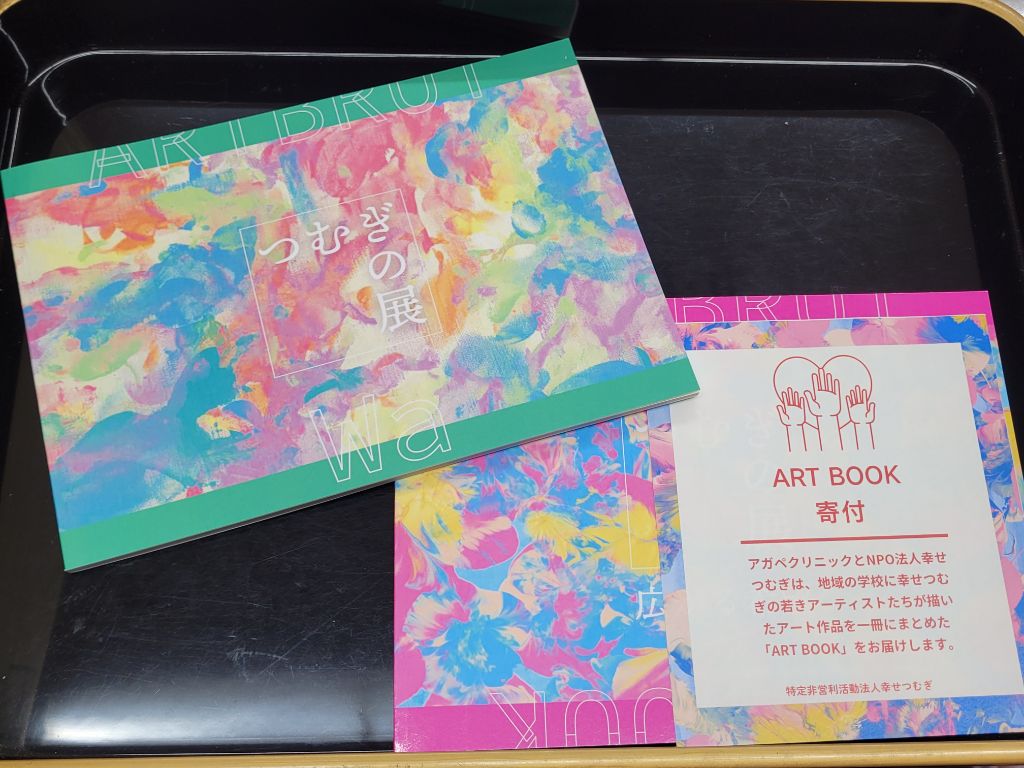 ARTBRUT
つむぎ
の
展
Wa
BRUT
広
OOK
ART BOOK
寄付
アガペクリニックとNPO法人幸せ
つむぎは、地域の学校に幸せつむ
ぎの若きアーティストたちが描い
たアート作品を一冊にまとめた
「ART BOOK」をお届けします。
特定非営利活動法人幸せつむぎ